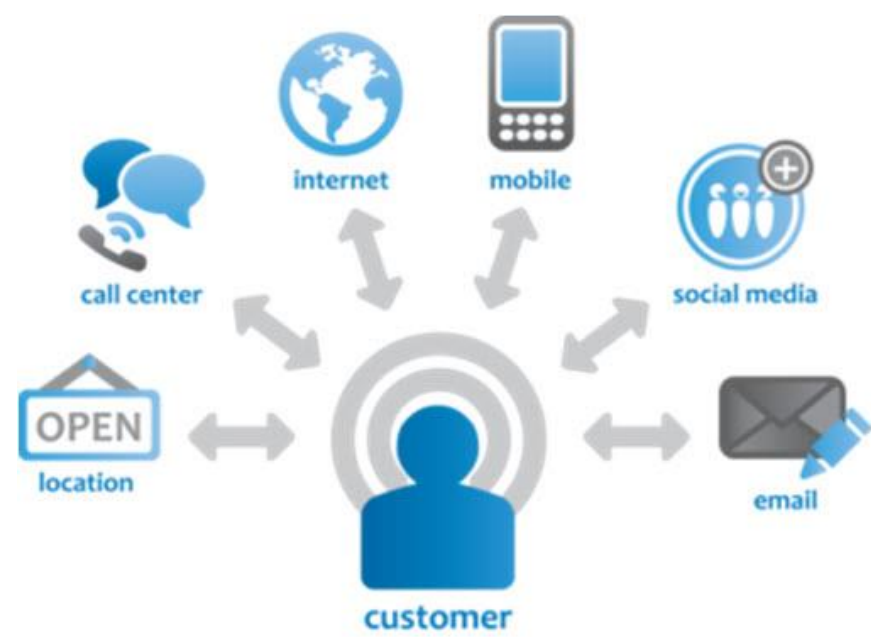 internet
mobile
call center
social media
OPEN
location
email
customer